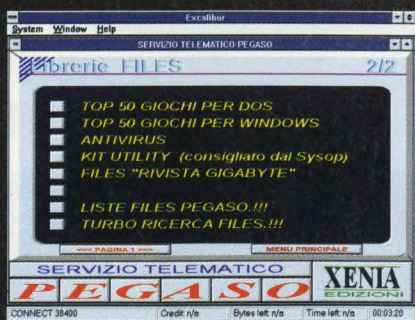 Excalibur
System Window Help
SERVIZIO TELEMATICO PEGASO
Librerie FILES 2/2
TOP 50 GIOCHI PER DOS
TOP 50 GIOCHI PER WINDOWS
ANTIVIRUS
KIT UTILITY (consigliato dal Sysop)
FILES "RIVISTA GIGABYTE"
LISTE FILES PEGASO.!!!
TURBO RICERCA FILES.!!!
<<< PAGINA 1 >>> MENU PRINCIPALE
SERVIZIO TELEMATICO
PEGASO
XENIA
EDIZIONI
CONNECT 38400 Credit: n/a Bytes left: n/a Time left: n/a 00:03:20